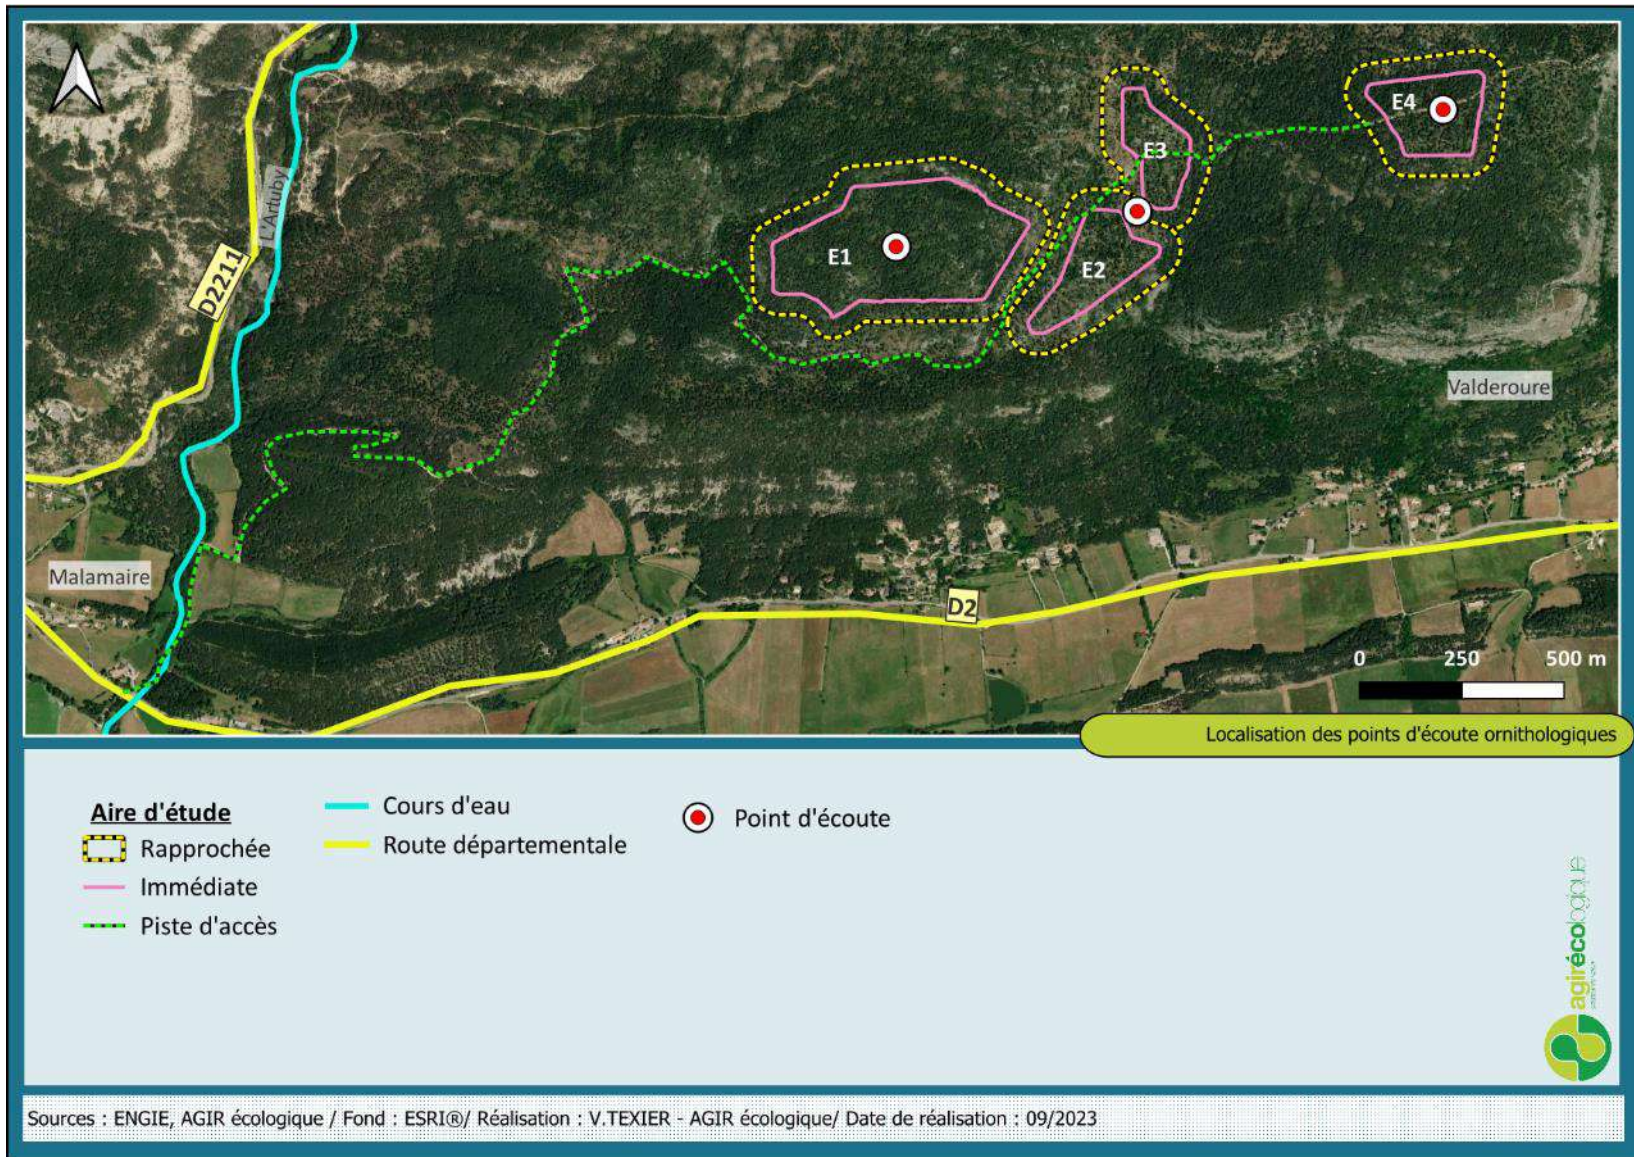 E4
E3
E1
E2
L'Artuby
D2211
Valderoure
Malamaire
D2
0 250 500 m
Localisation des points d'écoute ornithologiques
Aire d'étude
Rapprochée
Immédiate
Piste d'accès
Cours d'eau
Route départementale
Point d'écoute
agirécologique
Sources : ENGIE, AGIR écologique / Fond : ESRI®/ Réalisation : V.TEXIER - AGIR écologique/ Date de réalisation : 09/2023